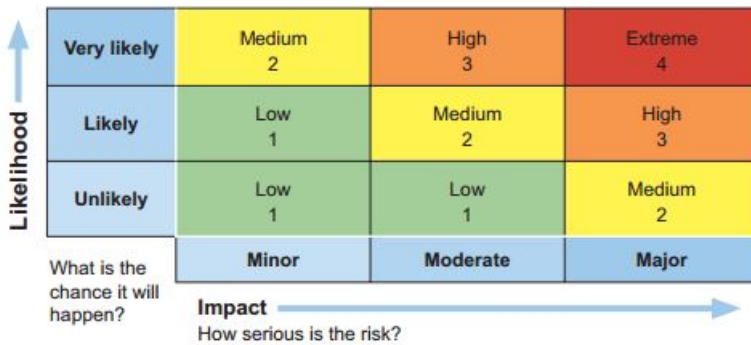 Likelihood
Very likely
Medium
2
High
3
Extreme
4
Likely
Low
1
Medium
2
High
3
Unlikely
Low
1
Low
1
Medium
2
What is the
chance it will
happen?
Minor
Moderate
Major
Impact
How serious is the risk?